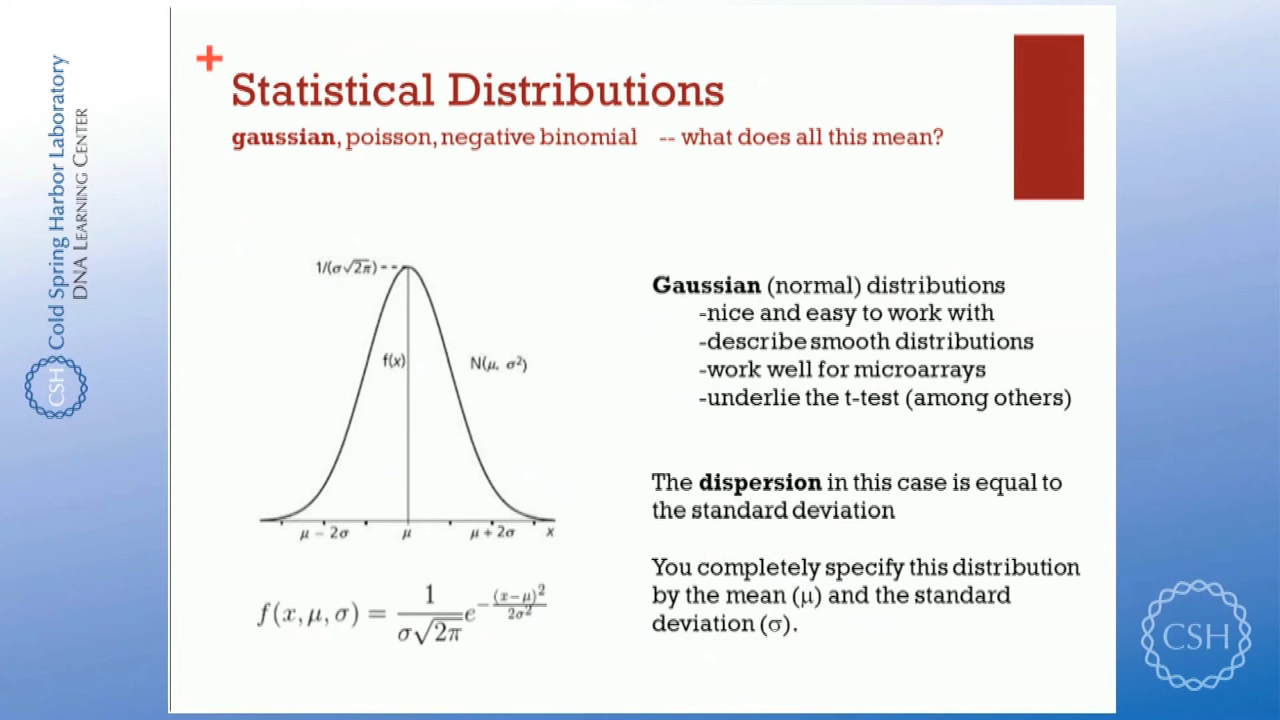 Cold Spring Harbor Laboratory
DNA LEARNING CENTER
CSH
+
Statistical Distributions
gaussian, poisson, negative binomial -- what does all this mean?
1/(σ√2π)
f(x)
N(μ, σ²)
μ − 2σ
μ
μ + 2σ
x
f(x, μ, σ) = 1/(σ√2π) e^−(x−μ)²/2σ²
Gaussian (normal) distributions
-nice and easy to work with
-describe smooth distributions
-work well for microarrays
-underlie the t-test (among others)
The dispersion in this case is equal to
the standard deviation
You completely specify this distribution
by the mean (μ) and the standard
deviation (σ).
CSH